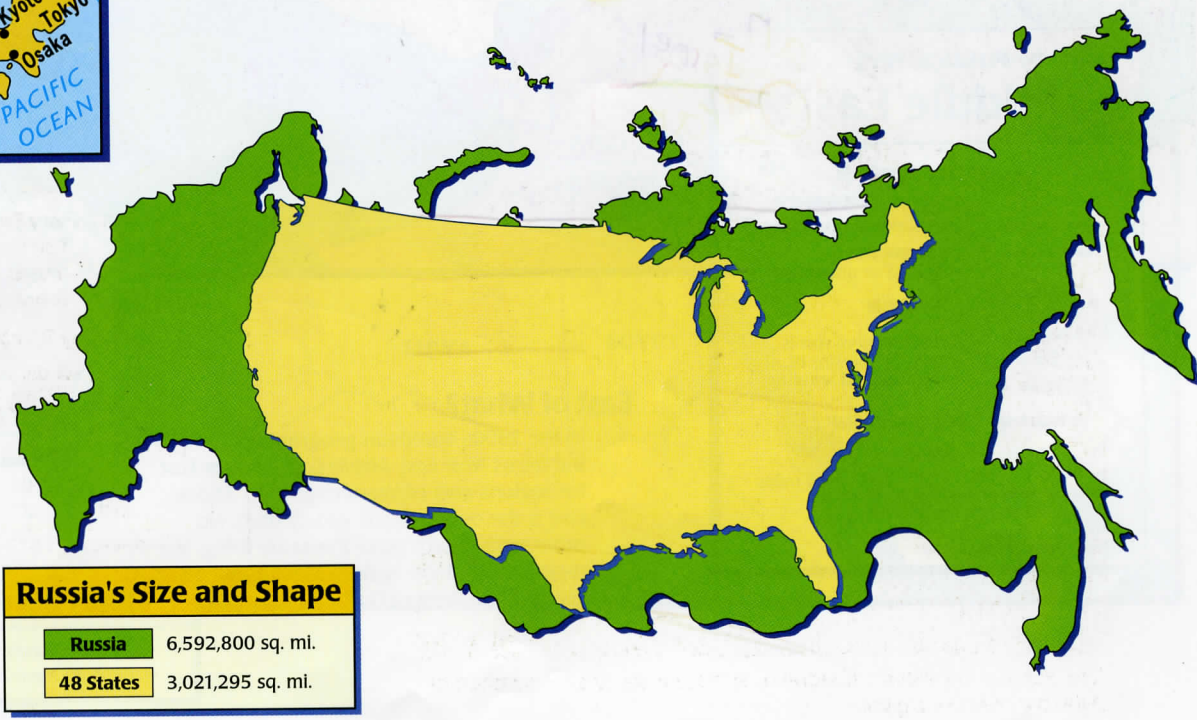 Kyoto
Tokyo
Osaka
PACIFIC
OCEAN
Russia's Size and Shape
Russia 6,592,800 sq. mi.
48 States 3,021,295 sq. mi.